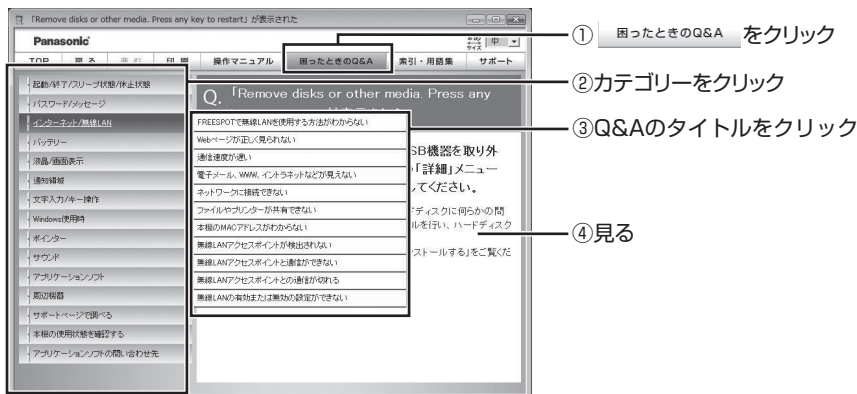 「Remove disks or other media. Press any key to restart」が表示された
Panasonic
文字サイズ 中
TOP 戻る 進む 印刷 操作マニュアル 困ったときのQ&A 索引・用語集 サポート
起動/終了/スリープ状態/休止状態
パスワード/メッセージ
インターネット/無線LAN
バッテリー
液晶/画面表示
通知領域
文字入力/キー操作
Windows使用時
ポインター
サウンド
アプリケーションソフト
周辺機器
サポートページで調べる
本機の使用状態を確認する
アプリケーションソフトの問い合わせ先
Q.「Remove disks or other media. Press any
FREESPOTで無線LANを使用する方法がわからない
Webページが正しく見られない
通信速度が遅い
電子メール、WWW、イントラネットなどが見えない
ネットワークに接続できない
ファイルやプリンターが共有できない
本機のMACアドレスがわからない
無線LANアクセスポイントが検出されない
無線LANアクセスポイントと通信ができない
無線LANアクセスポイントとの通信が切れる
無線LANの有効または無効の設定ができない
SB機器を取り外
「詳細」メニュー
してください。
ドディスクに何らかの問
ルを行い、ハードディスク
ストールする」をご覧くだ
① 困ったときのQ&A をクリック
②カテゴリーをクリック
③Q&Aのタイトルをクリック
④見る